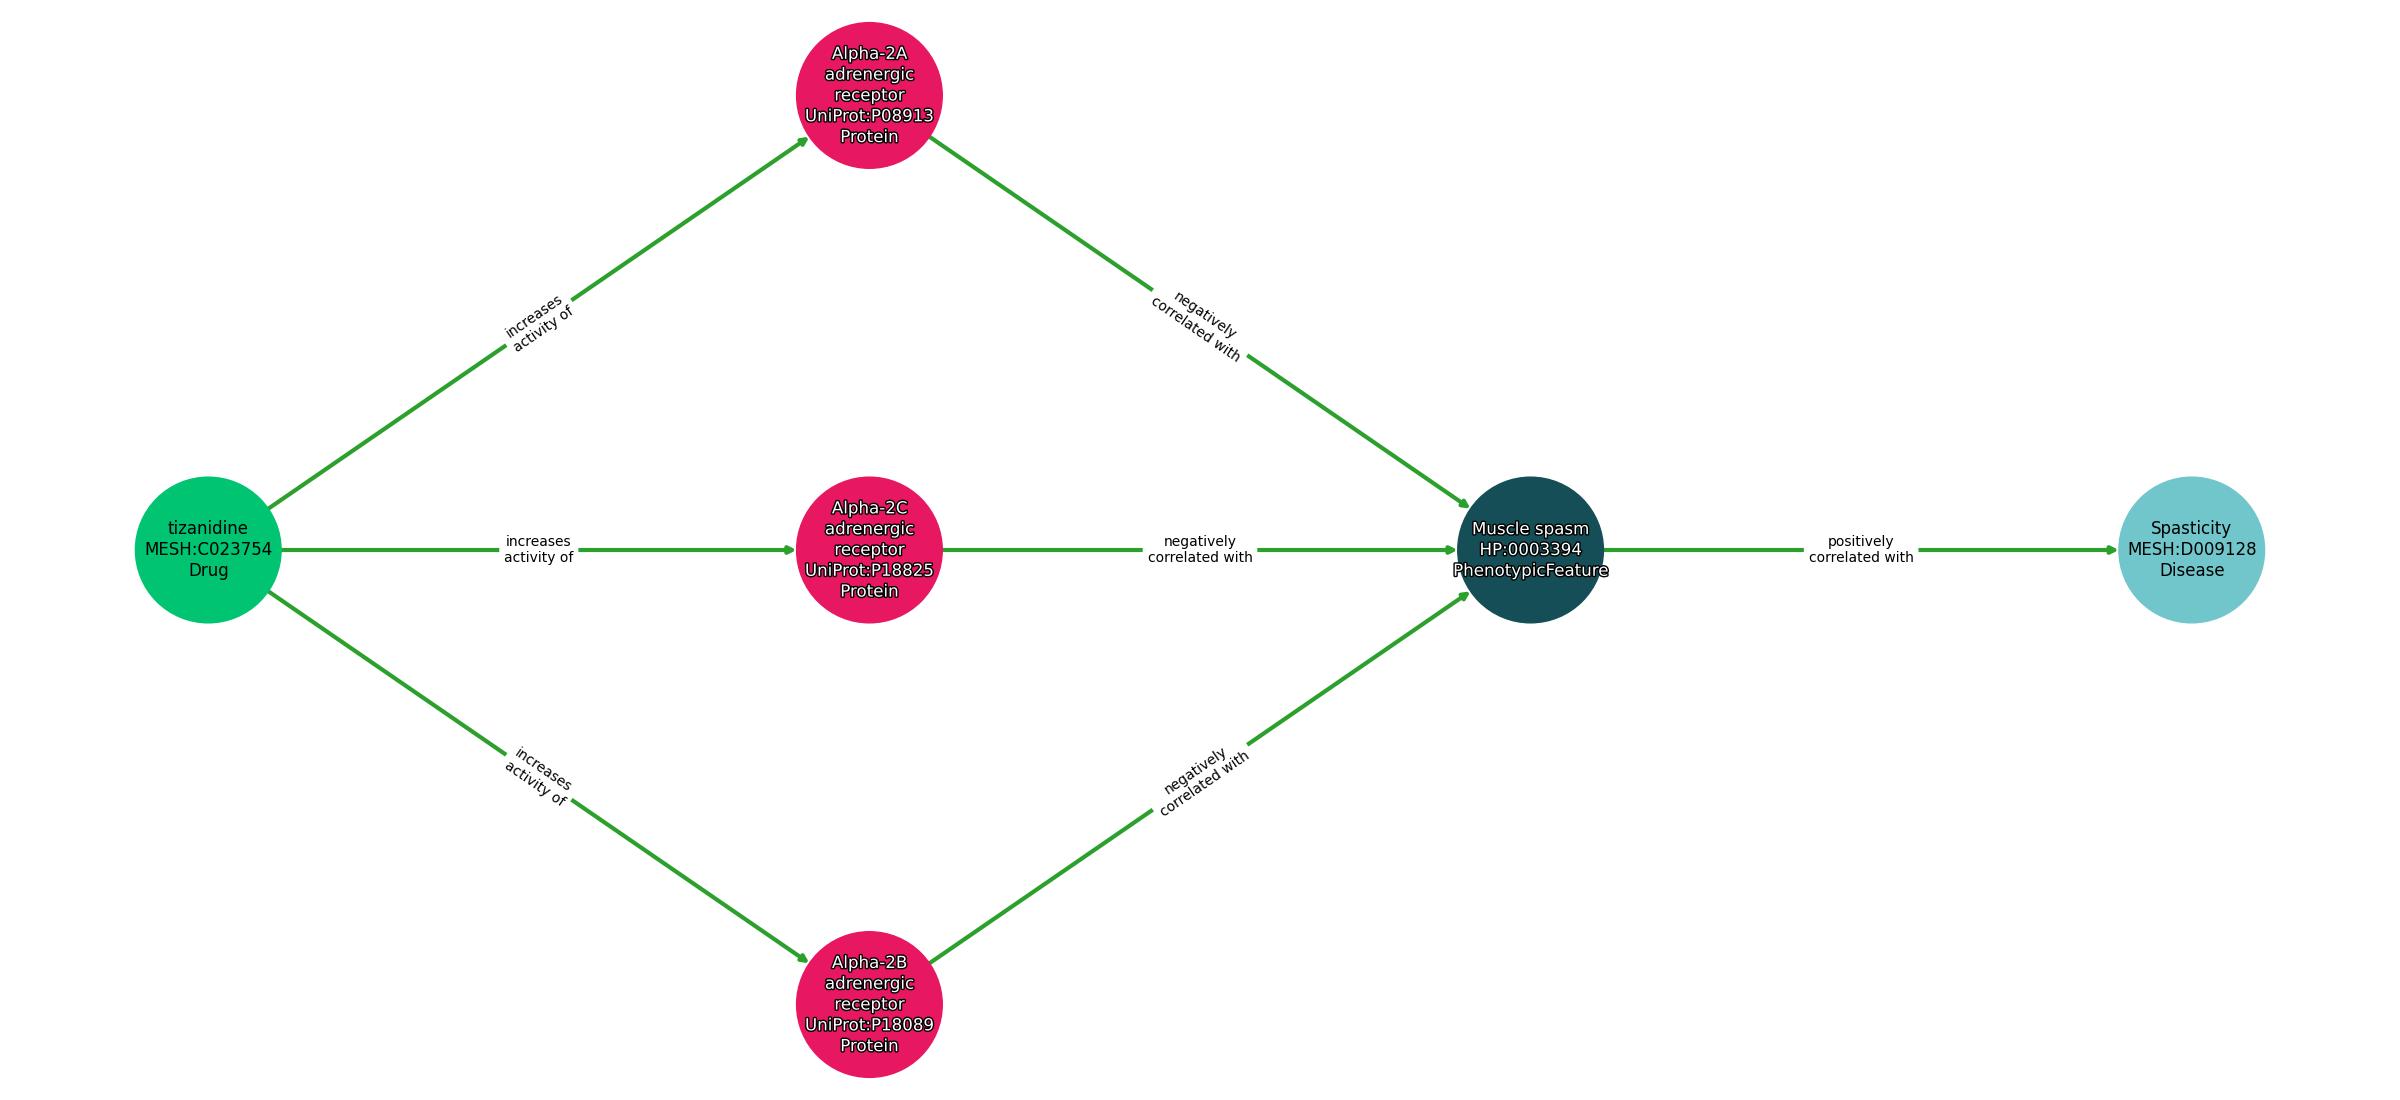 Alpha-2A
adrenergic
receptor
UniProt:P08913
Protein
increases
activity of
negatively
correlated with
tizanidine
MESH:C023754
Drug
increases
activity of
Alpha-2C
adrenergic
receptor
UniProt:P18825
Protein
negatively
correlated with
Muscle spasm
HP:0003394
PhenotypicFeature
positively
correlated with
Spasticity
MESH:D009128
Disease
increases
activity of
negatively
correlated with
Alpha-2B
adrenergic
receptor
UniProt:P18089
Protein